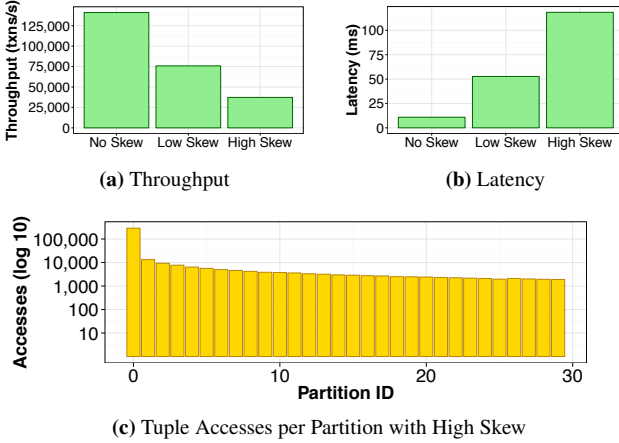 Throughput (txns/s)
125,000
100,000
75,000
50,000
25,000
0
No Skew Low Skew High Skew
(a) Throughput
Latency (ms)
100
75
50
25
0
No Skew Low Skew High Skew
(b) Latency
Accesses (log 10)
100,000
10,000
1,000
100
10
0 10 20 30
Partition ID
(c) Tuple Accesses per Partition with High Skew